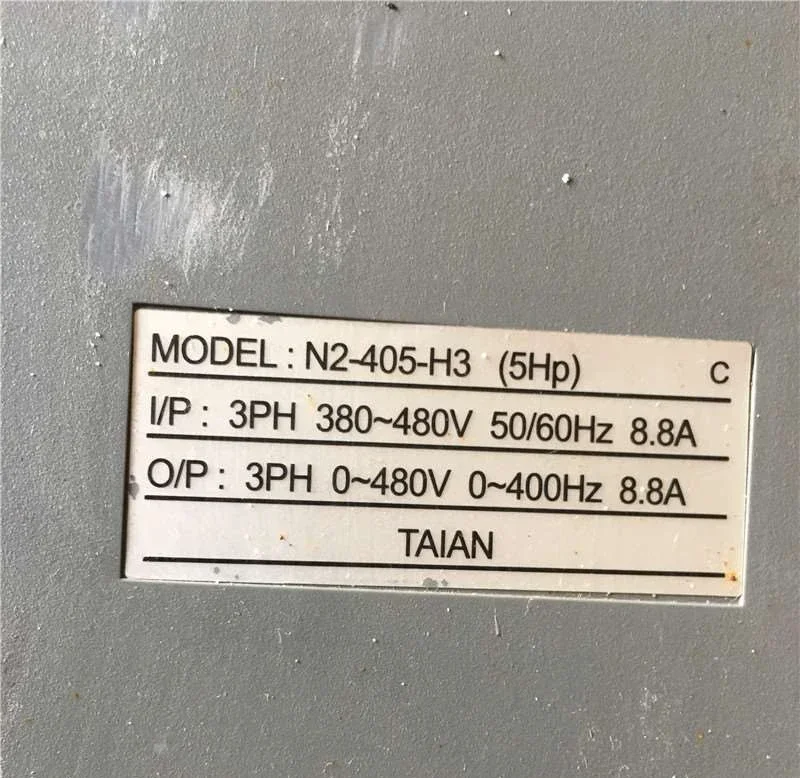 MODEL : N2-405-H3 (5Hp) C
I/P : 3PH 380~480V 50/60Hz 8.8A
O/P : 3PH 0~480V 0~400Hz 8.8A
TAIAN